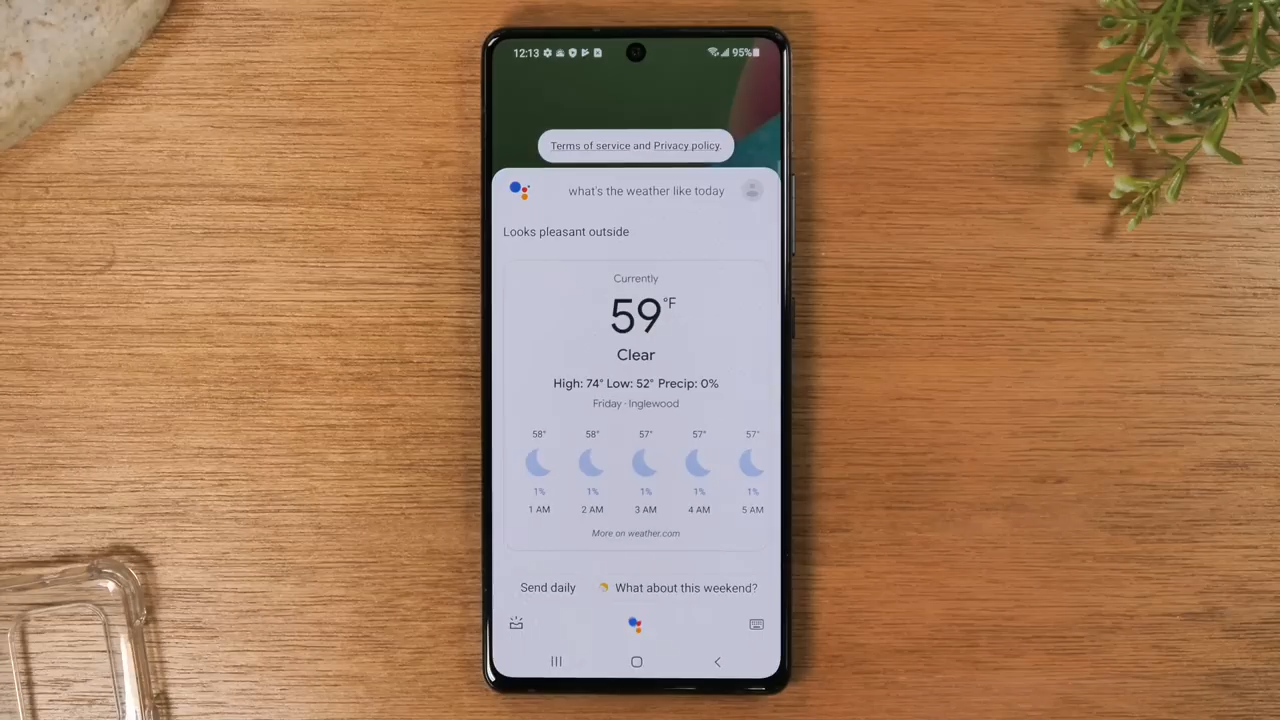 12:13 95%
Terms of service and Privacy policy.
what's the weather like today
Looks pleasant outside
Currently
59°F
Clear
High: 74° Low: 52° Precip: 0%
Friday · Inglewood
58° 58° 57° 57° 57°
1% 1% 1% 1% 1%
1 AM 2 AM 3 AM 4 AM 5 AM
More on weather.com
Send daily What about this weekend?